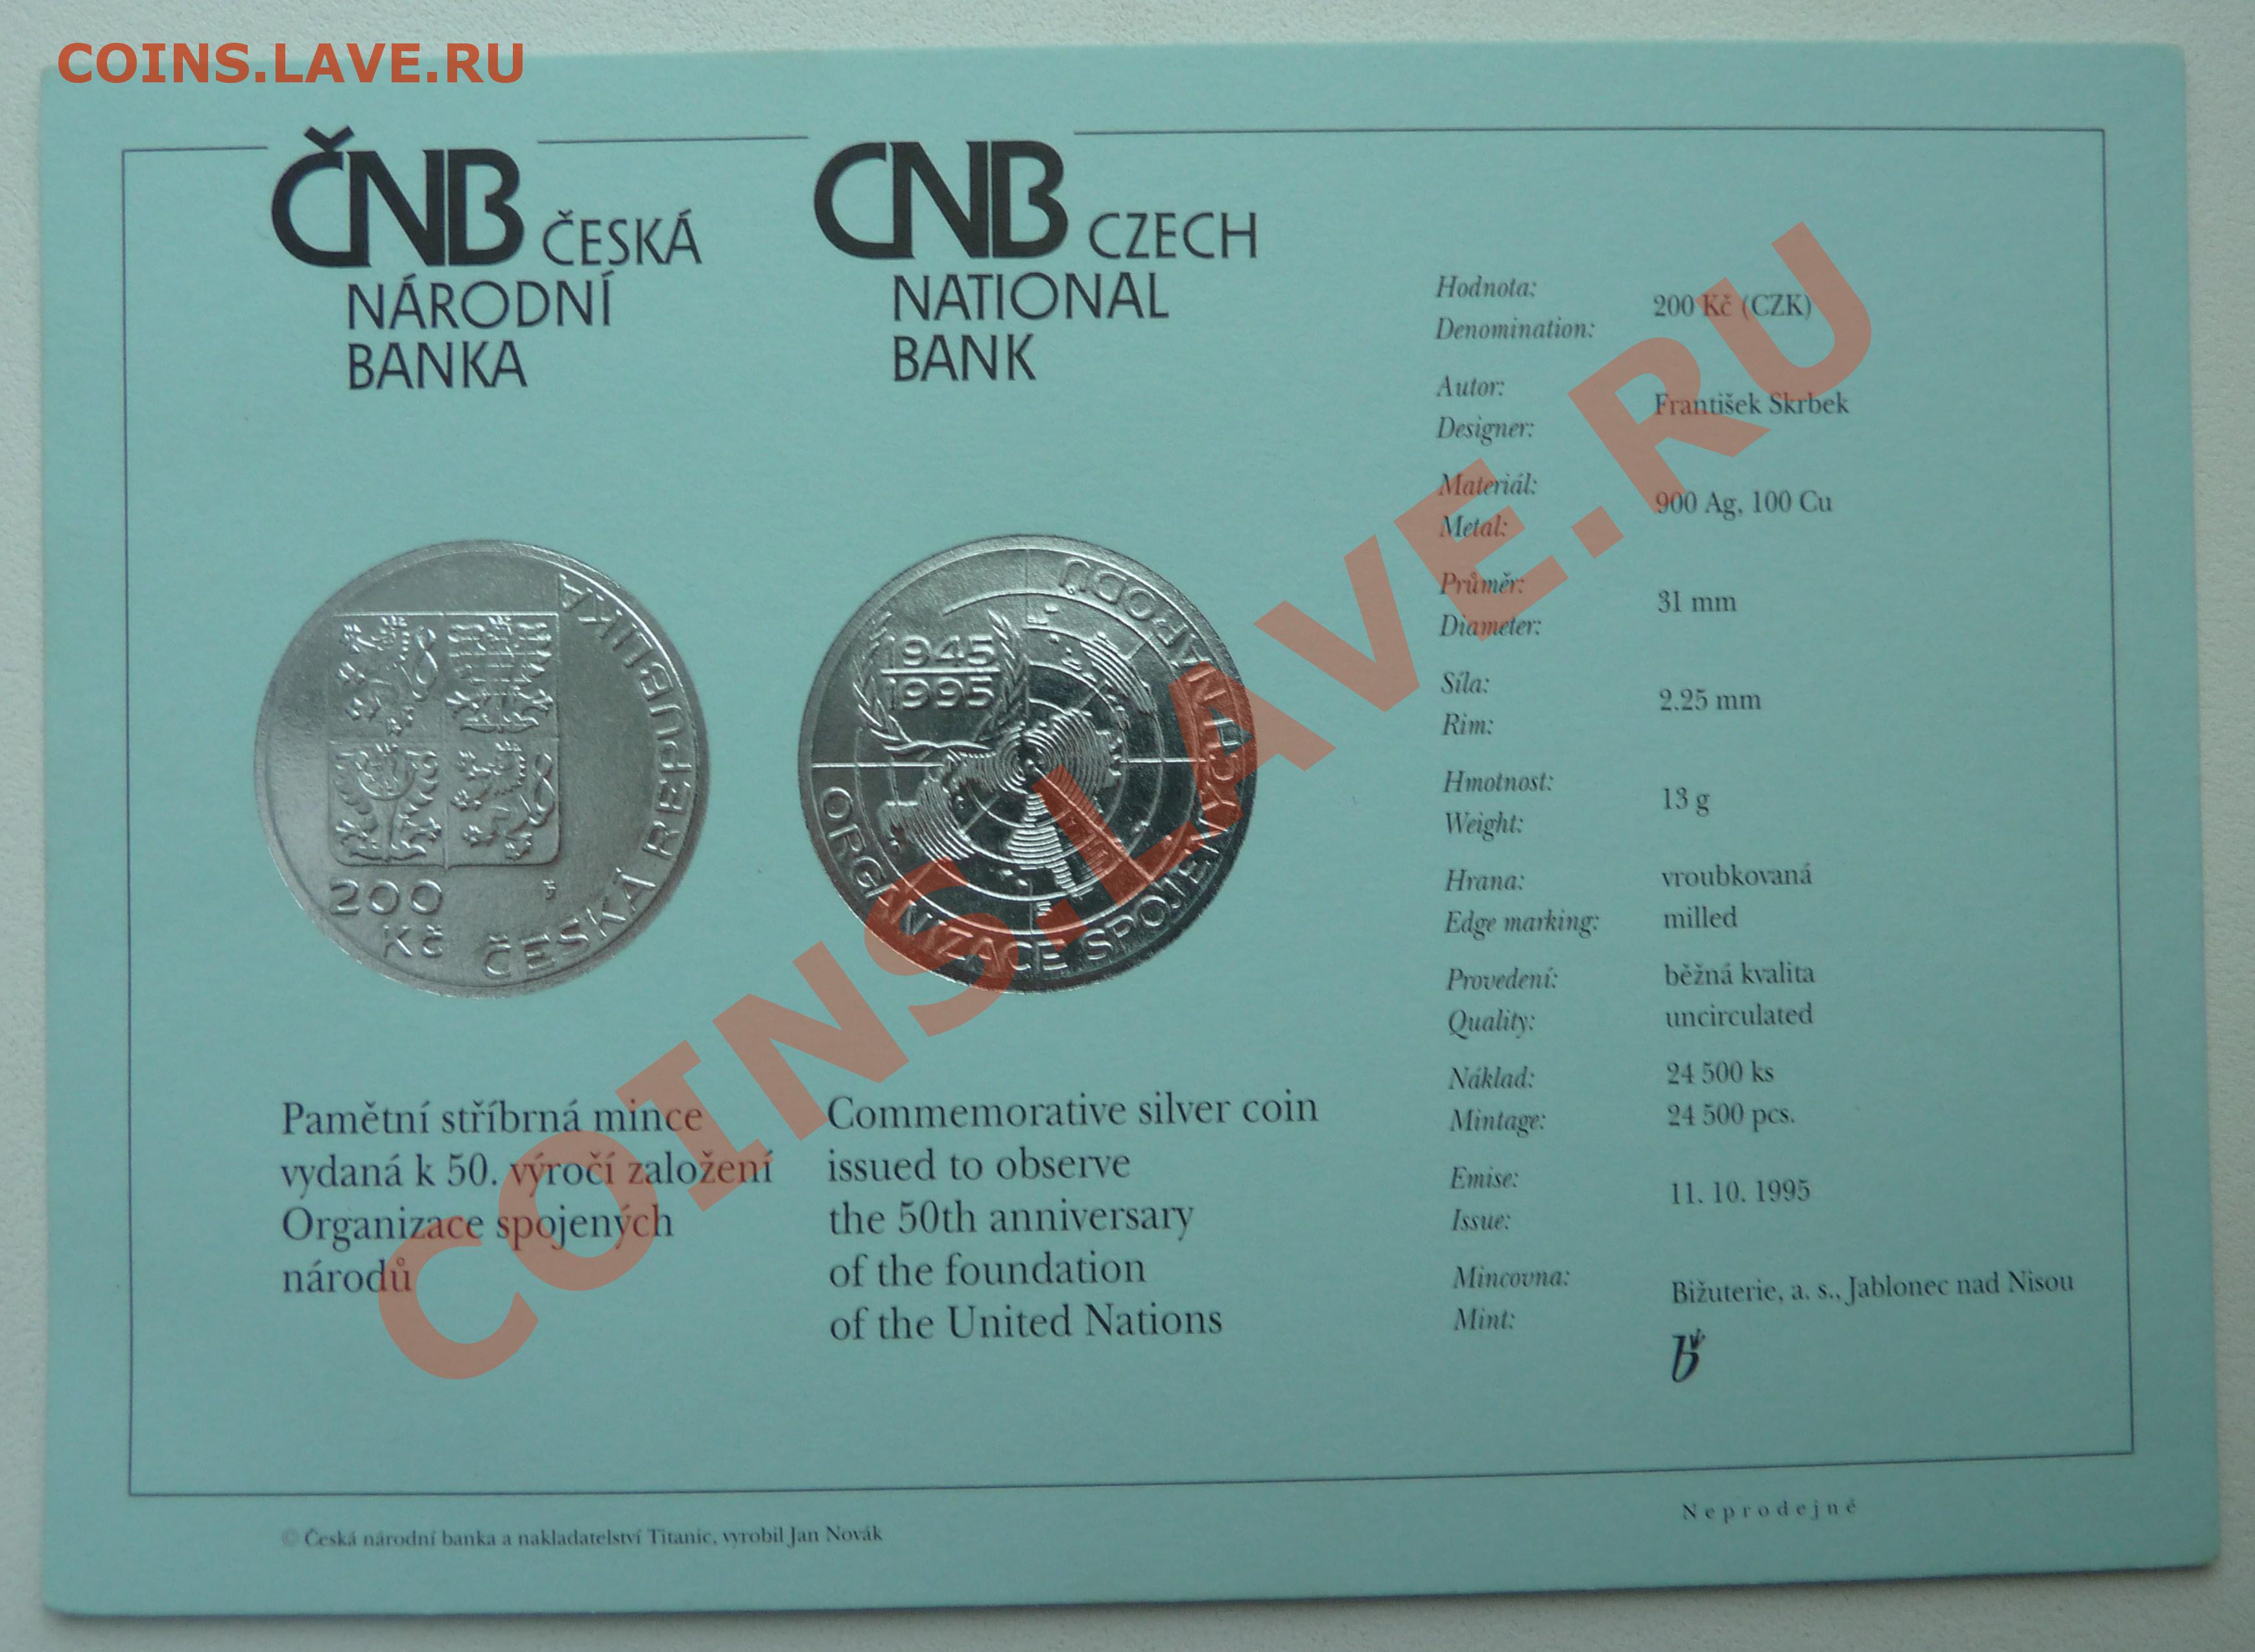 COINS.LAVE.RU
ČNB ČESKÁ
NÁRODNÍ
BANKA
CNB CZECH
NATIONAL
BANK
1945
1995
ORGANIZACE SPOJENÝCH NÁRODŮ
200
Kč
ČESKÁ REPUBLIKA
Pamětní stříbrná mince
vydaná k 50. výročí založení
Organizace spojených
národů
Commemorative silver coin
issued to observe
the 50th anniversary
of the foundation
of the United Nations
Hodnota:
Denomination:
200 Kč (CZK)
Autor:
Designer:
František Skrbek
Materiál:
Metal:
900 Ag, 100 Cu
Průměr:
Diameter:
31 mm
Síla:
Rim:
2.25 mm
Hmotnost:
Weight:
13 g
Hrana: vroubkovaná
Edge marking: milled
Provedení: běžná kvalita
Quality: uncirculated
Náklad: 24 500 ks
Mintage: 24 500 pcs.
Emise:
Issue:
11. 10. 1995
Mincovna:
Mint:
Bižuterie, a. s., Jablonec nad Nisou
Neprodejné
© Česká národní banka a nakladatelství Titanic, vyrobil Jan Novák
COINS.LAVE.RU